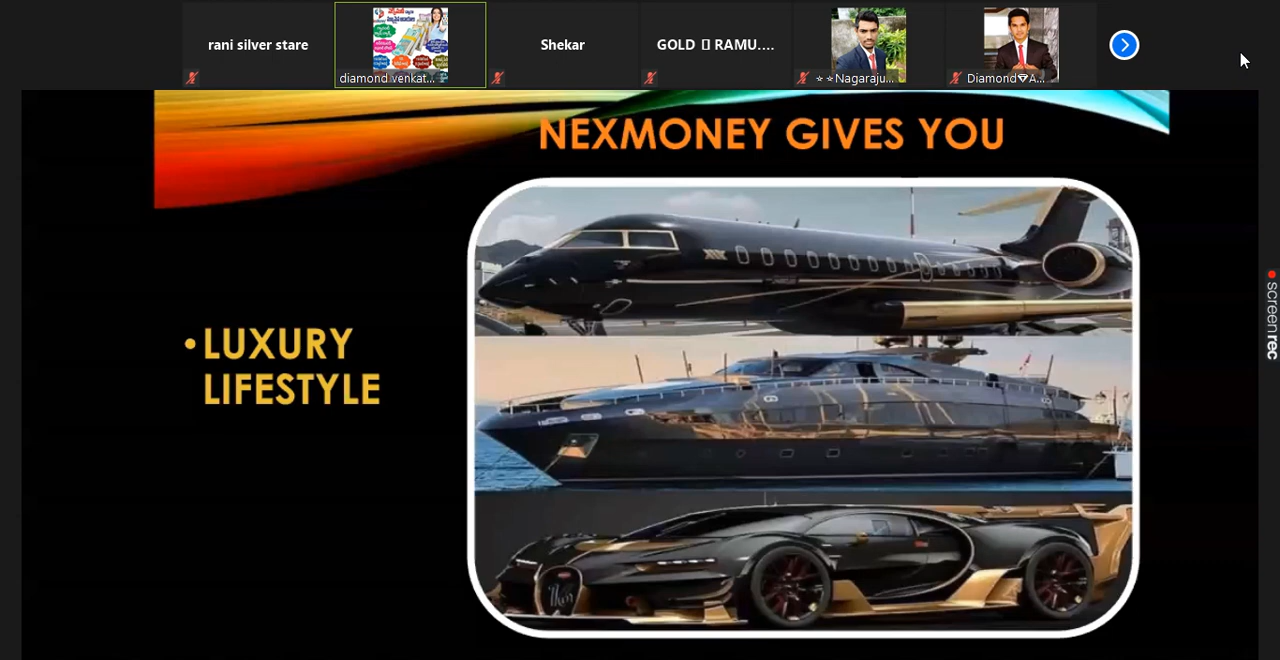 rani silver stare
diamond venkat...
Shekar
GOLD ▯ RAMU....
⭐⭐Nagaraju...
Diamond💎A...
NEXMONEY GIVES YOU
• LUXURY
LIFESTYLE
screenrec